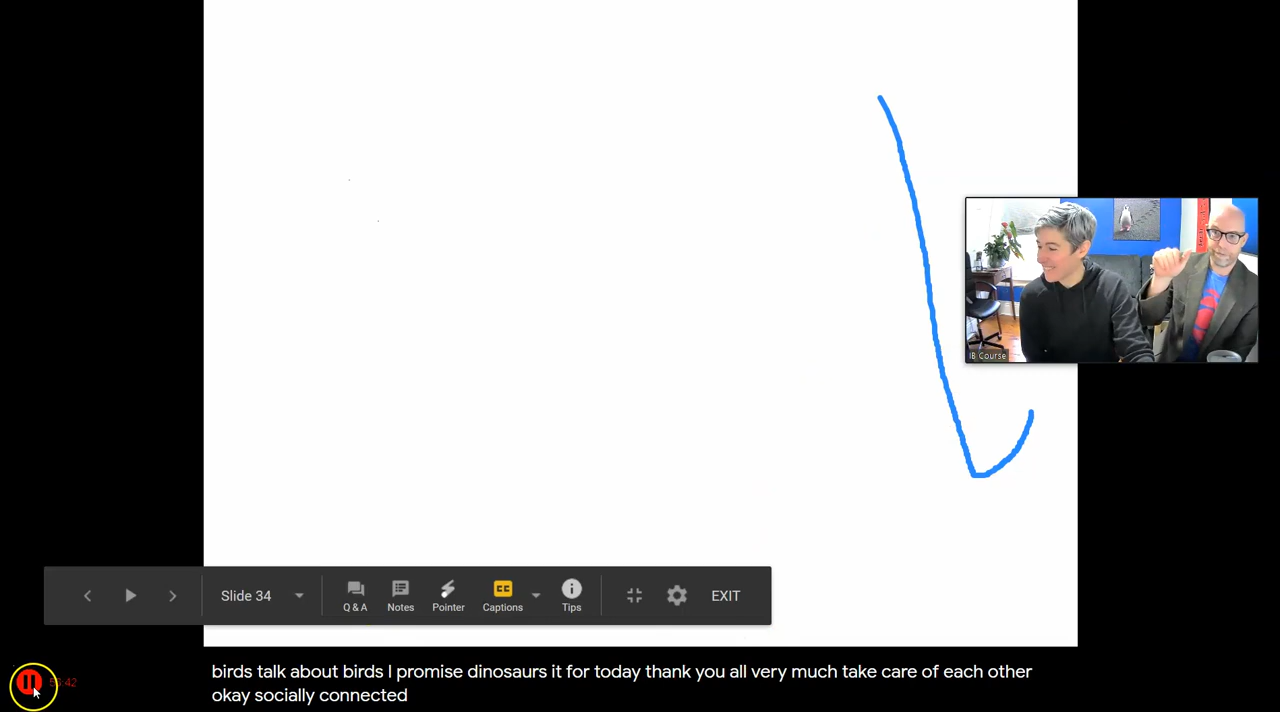 IB Course
Slide 34
Q & A
Notes
Pointer
CC
Captions
Tips
EXIT
birds talk about birds I promise dinosaurs it for today thank you all very much take care of each other
okay socially connected